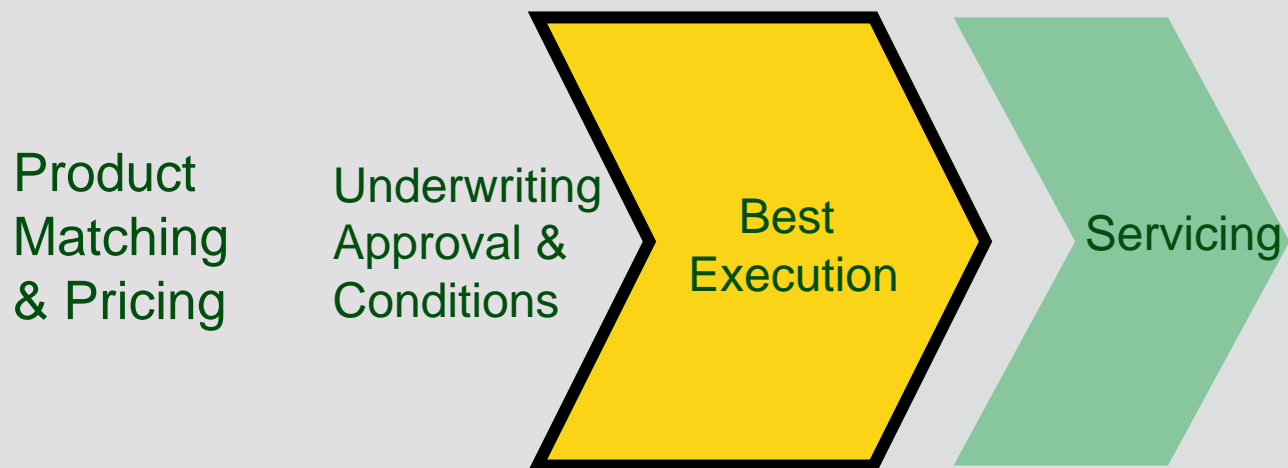 Product
Matching
& Pricing
Underwriting
Approval &
Conditions
Best
Execution
Servicing